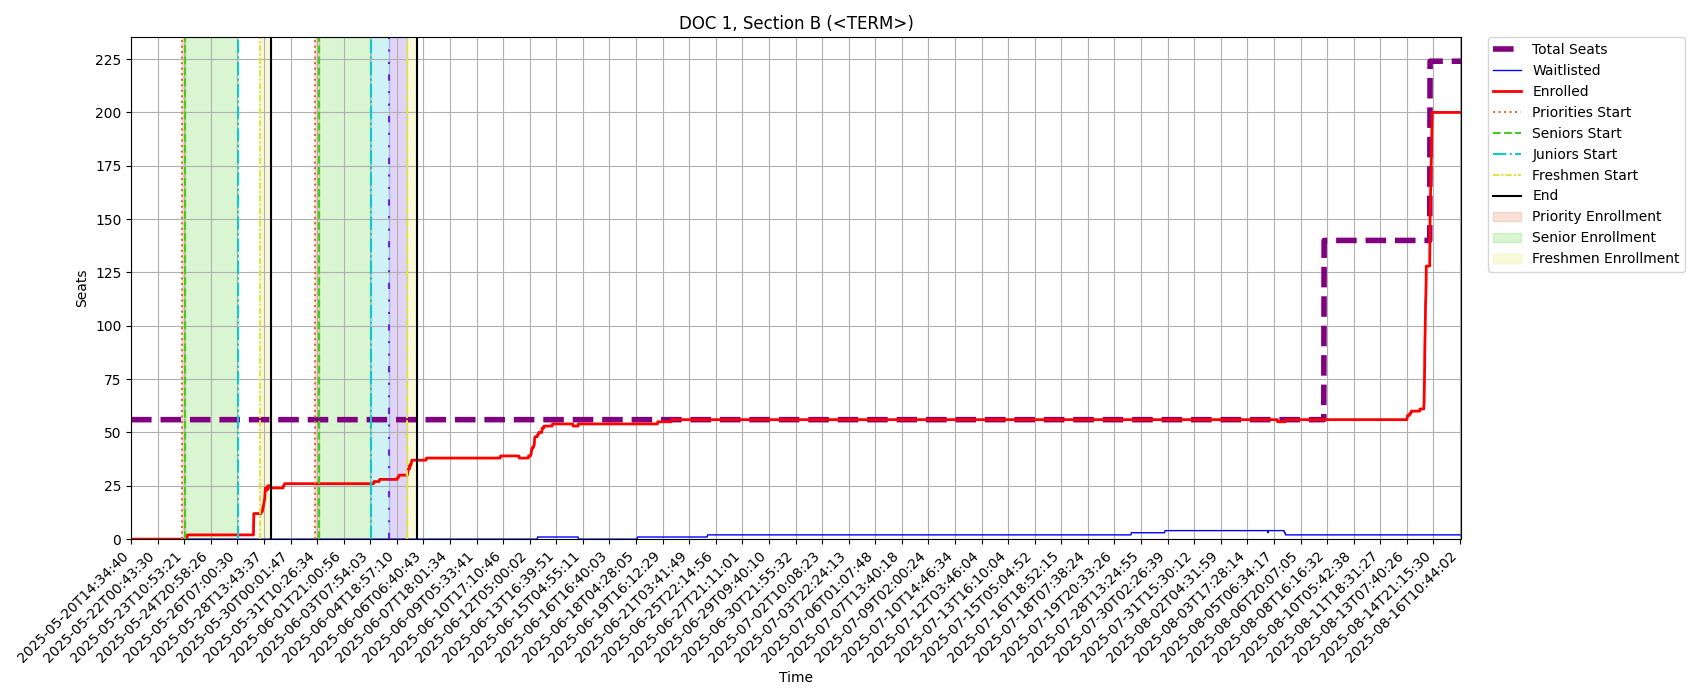 DOC 1, Section B (<TERM>)
225
200
175
150
125
100
75
50
25
0
Seats
2025-05-20T14:34:40
2025-05-22T00:43:30
2025-05-23T10:53:21
2025-05-24T20:58:26
2025-05-26T07:00:30
2025-05-28T13:43:37
2025-05-30T00:01:47
2025-05-31T10:26:34
2025-06-01T21:00:56
2025-06-03T07:54:03
2025-06-04T18:57:10
2025-06-06T06:40:43
2025-06-07T18:01:34
2025-06-09T05:33:41
2025-06-10T17:10:46
2025-06-12T05:00:02
2025-06-13T16:39:51
2025-06-15T04:55:11
2025-06-16T16:40:03
2025-06-18T04:28:05
2025-06-19T16:12:29
2025-06-21T03:41:49
2025-06-25T22:14:56
2025-06-27T21:11:01
2025-06-29T09:40:16
2025-06-30T21:55:32
2025-07-02T10:08:23
2025-07-03T22:24:13
2025-07-06T01:07:48
2025-07-07T13:40:18
2025-07-09T02:00:24
2025-07-10T14:46:34
2025-07-12T03:46:04
2025-07-13T16:10:04
2025-07-15T05:04:52
2025-07-16T18:52:15
2025-07-18T07:38:24
2025-07-19T20:33:26
2025-07-28T13:24:55
2025-07-30T02:26:39
2025-07-31T15:30:12
2025-08-02T04:31:59
2025-08-03T17:28:14
2025-08-05T06:34:17
2025-08-06T20:07:05
2025-08-08T16:16:32
2025-08-10T05:42:38
2025-08-11T18:31:27
2025-08-13T07:40:26
2025-08-14T21:15:30
2025-08-16T10:44:02
Time
Total Seats
Waitlisted
Enrolled
Priorities Start
Seniors Start
Juniors Start
Freshmen Start
End
Priority Enrollment
Senior Enrollment
Freshmen Enrollment